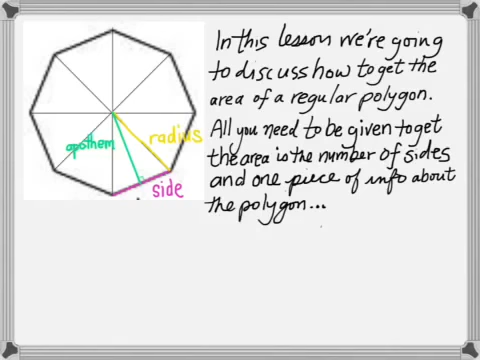 In this lesson we're going
to discuss how to get the
area of a regular polygon.
All you need to be given to get
the area is the number of sides
and one piece of info about
the polygon...
apothem
radius
side